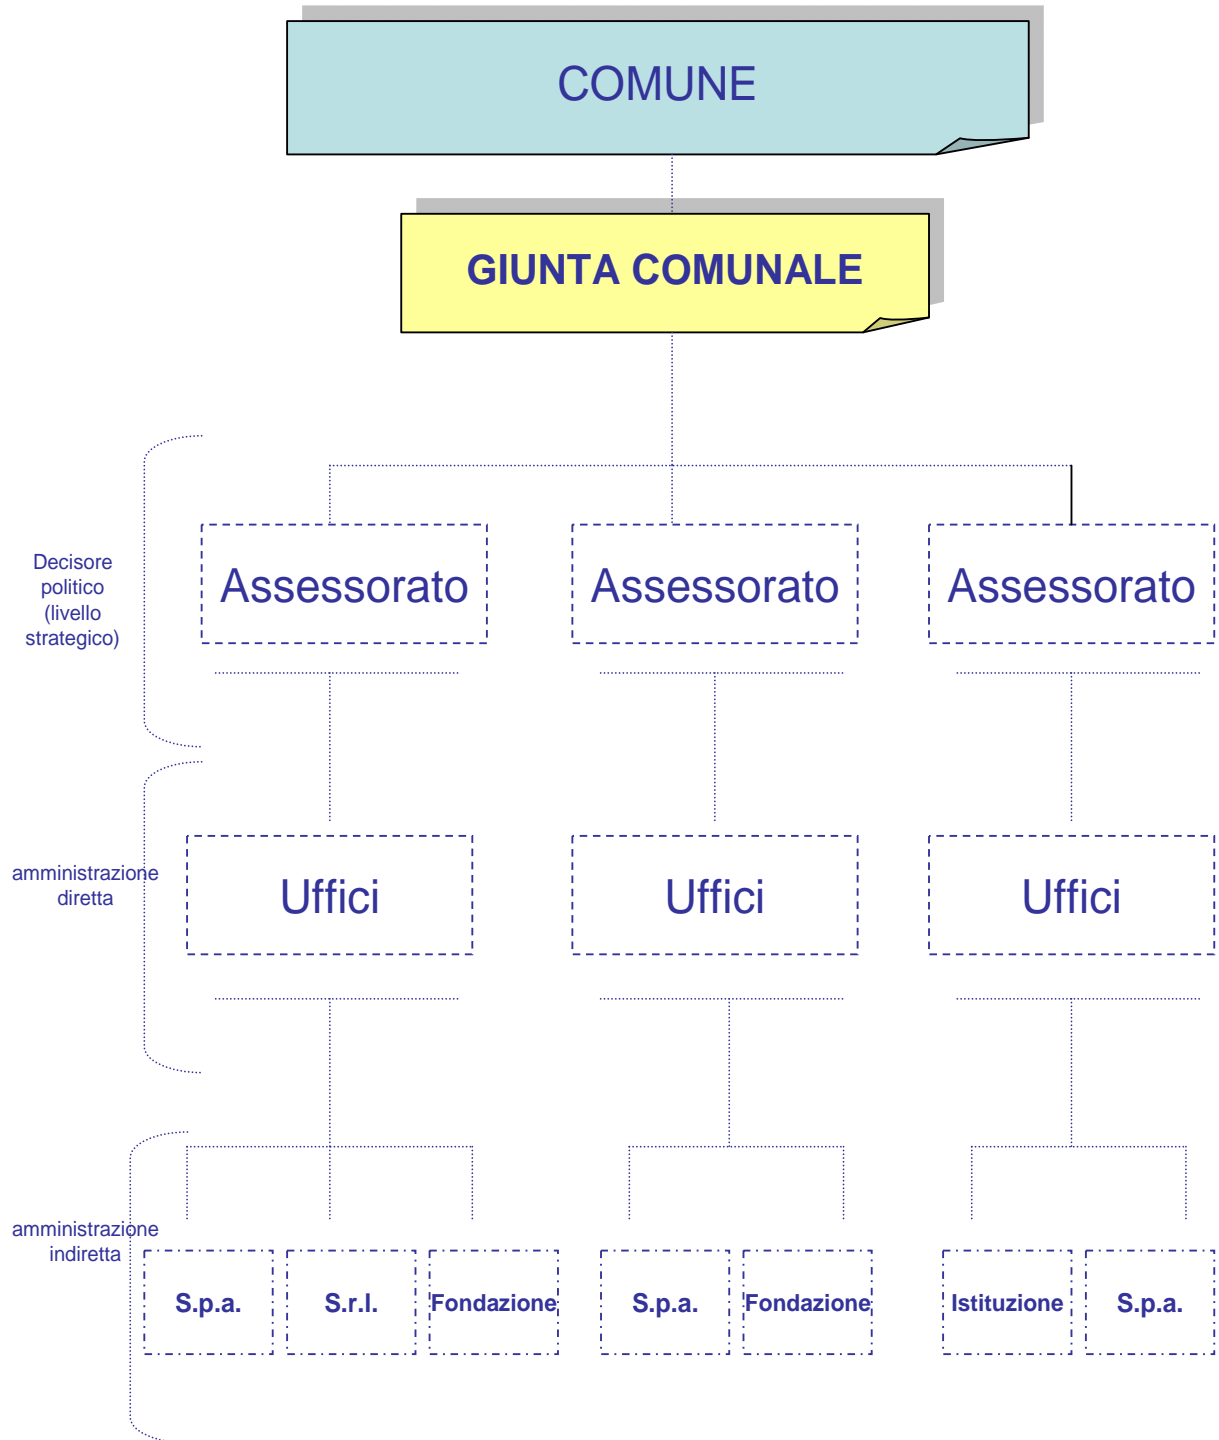 COMUNE
GIUNTA COMUNALE
Decisore
politico
(livello
strategico)
Assessorato
Assessorato
Assessorato
amministrazione
diretta
Uffici
Uffici
Uffici
amministrazione
indiretta
S.p.a.
S.r.l.
Fondazione
S.p.a.
Fondazione
Istituzione
S.p.a.